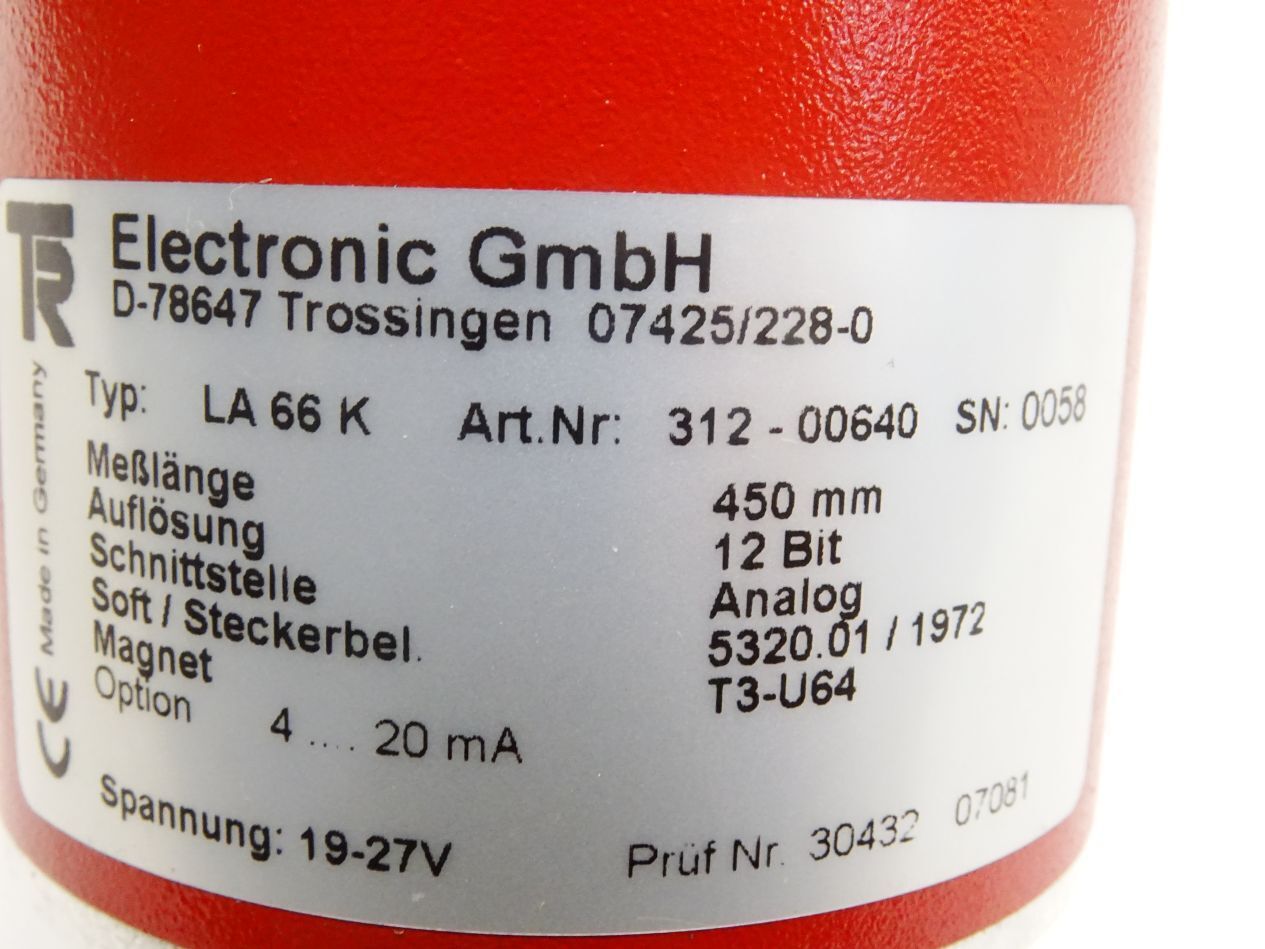 TR
Electronic GmbH
D-78647 Trossingen 07425/228-0
Typ: LA 66 K Art.Nr: 312 - 00640 SN: 0058
Meßlänge 450 mm
Auflösung 12 Bit
Schnittstelle Analog
Soft / Steckerbel. 5320.01 / 1972
Magnet T3-U64
Option 4 .... 20 mA
Spannung: 19-27V Prüf Nr. 30432 07081
CE Made in Germany